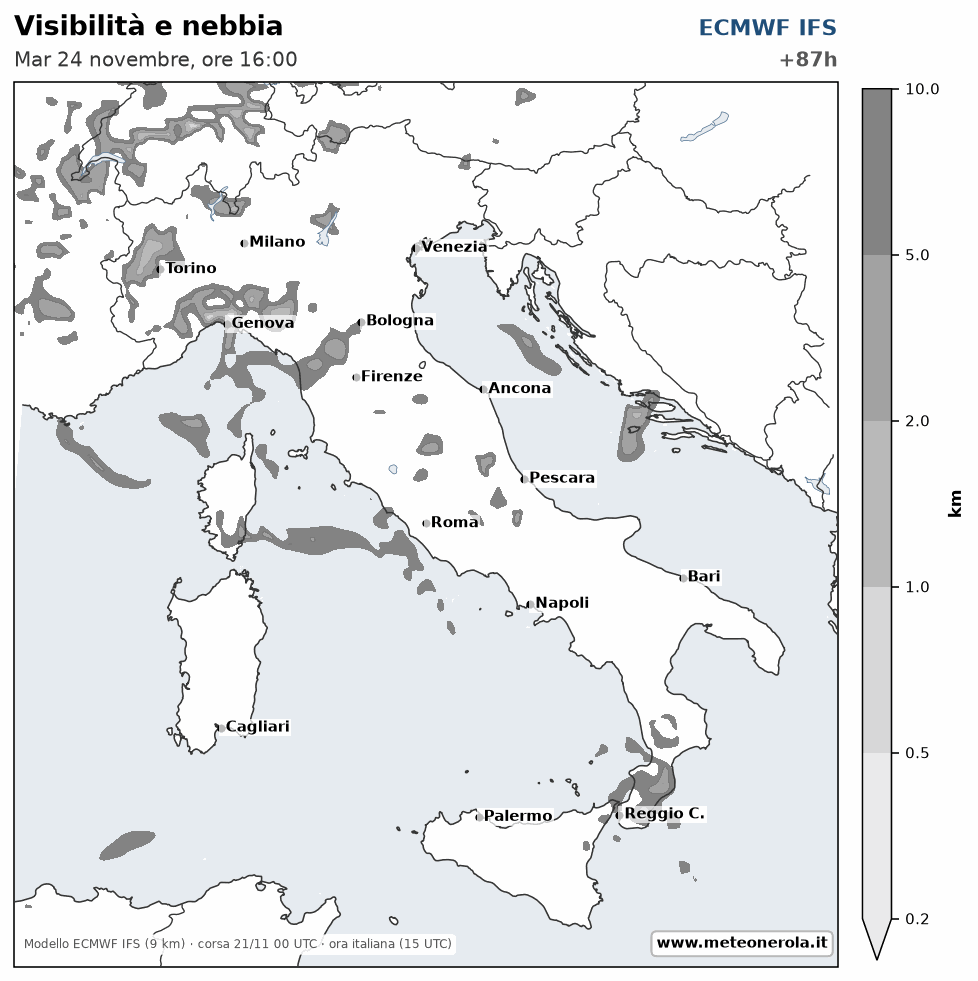 Visibilità e nebbia
ECMWF IFS
Mar 24 novembre, ore 16:00
+87h
10.0
5.0
2.0
1.0
0.5
0.2
km
Milano
Venezia
Torino
Genova
Bologna
Firenze
Ancona
Pescara
Roma
Bari
Napoli
Cagliari
Palermo
Reggio C.
Modello ECMWF IFS (9 km) · corsa 21/11 00 UTC · ora italiana (15 UTC)
www.meteonerola.it